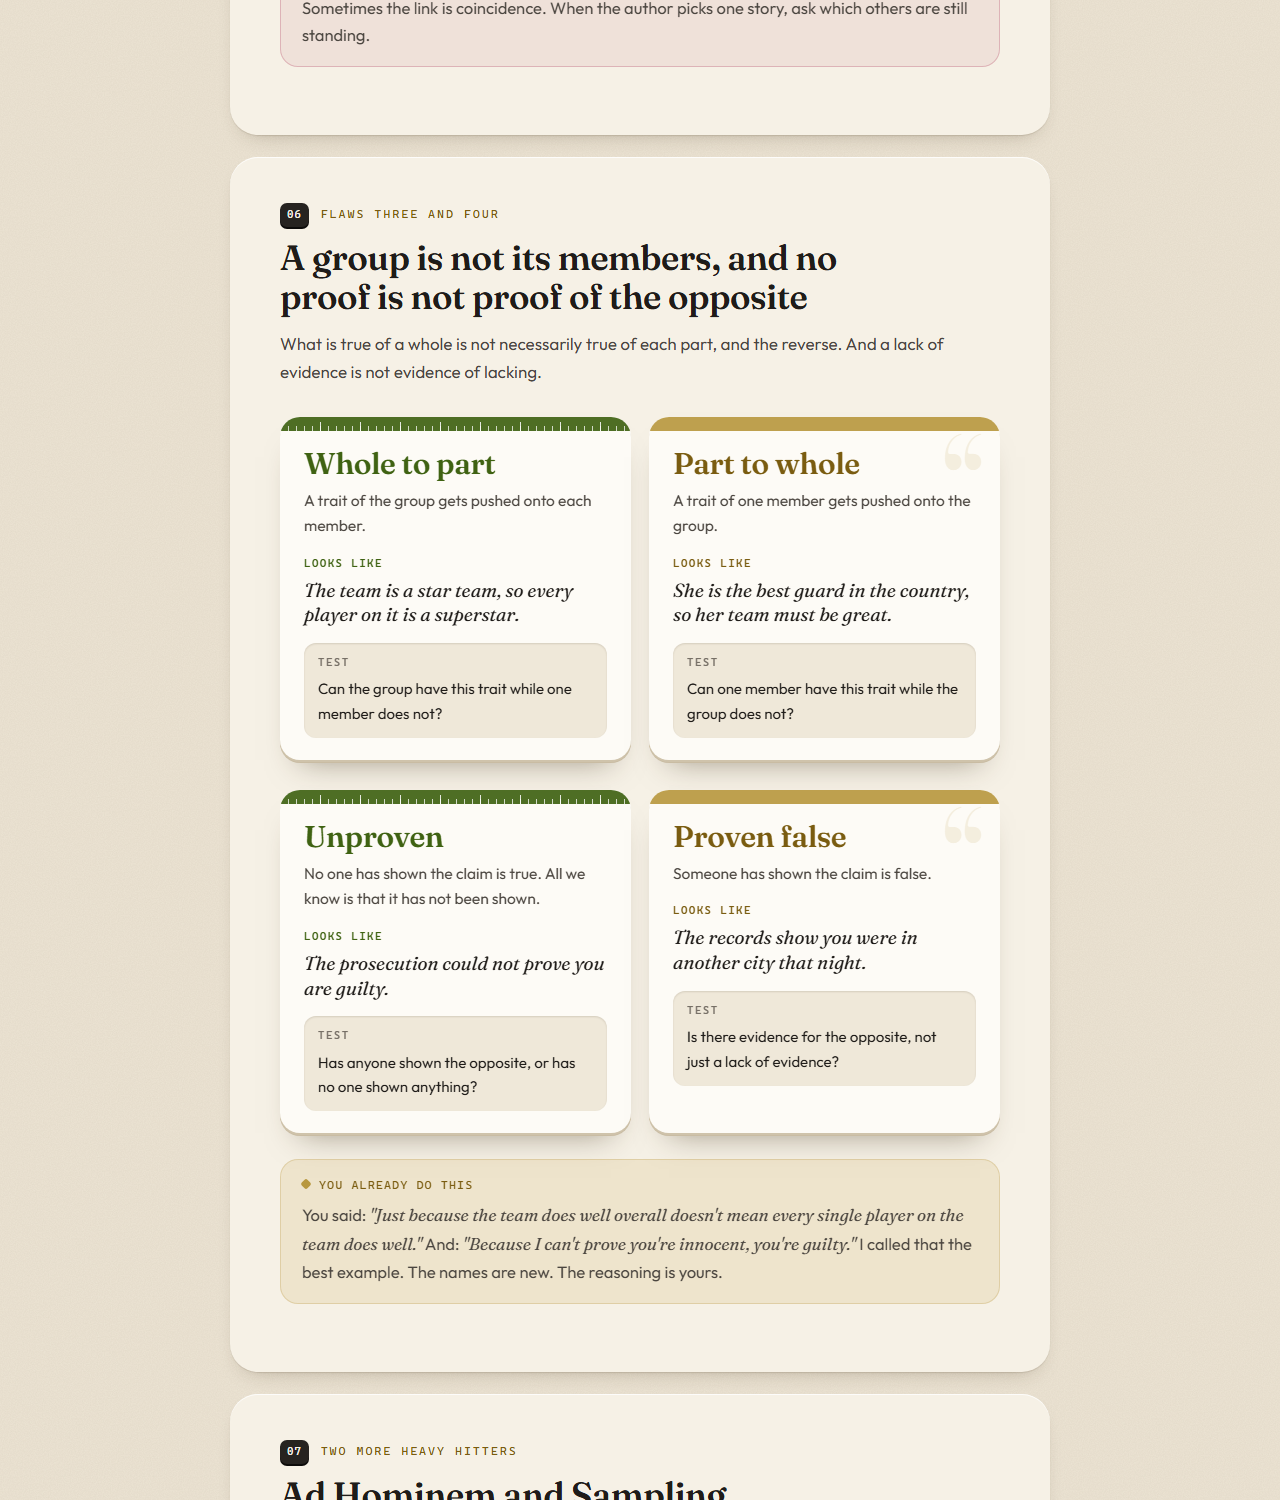 Sometimes the link is coincidence. When the author picks one story, ask which others are still
standing.
06 FLAWS THREE AND FOUR
A group is not its members, and no
proof is not proof of the opposite
What is true of a whole is not necessarily true of each part, and the reverse. And a lack of
evidence is not evidence of lacking.
Whole to part
A trait of the group gets pushed onto each
member.
LOOKS LIKE
The team is a star team, so every
player on it is a superstar.
TEST
Can the group have this trait while one
member does not?
Part to whole
A trait of one member gets pushed onto the
group.
LOOKS LIKE
She is the best guard in the country,
so her team must be great.
TEST
Can one member have this trait while the
group does not?
Unproven
No one has shown the claim is true. All we
know is that it has not been shown.
LOOKS LIKE
The prosecution could not prove you
are guilty.
TEST
Has anyone shown the opposite, or has
no one shown anything?
Proven false
Someone has shown the claim is false.
LOOKS LIKE
The records show you were in
another city that night.
TEST
Is there evidence for the opposite, not
just a lack of evidence?
YOU ALREADY DO THIS
You said: "Just because the team does well overall doesn't mean every single player on the
team does well." And: "Because I can't prove you're innocent, you're guilty." I called that the
best example. The names are new. The reasoning is yours.
07 TWO MORE HEAVY HITTERS
Ad Hominem and Sampling